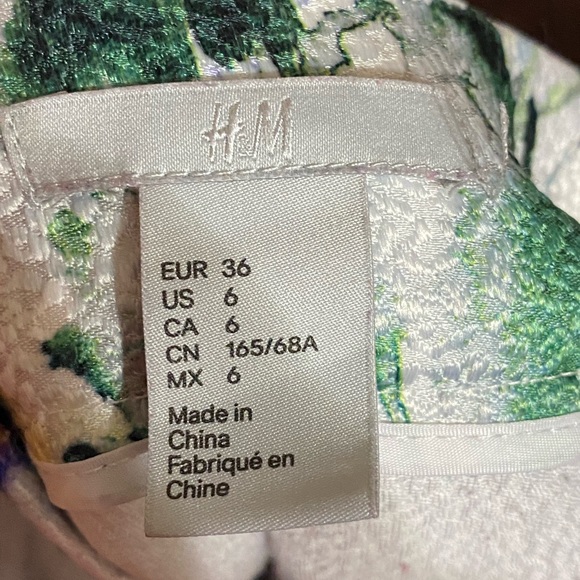 H&M
EUR 36
US 6
CA 6
CN 165/68A
MX 6
Made in
China
Fabriqué en
Chine